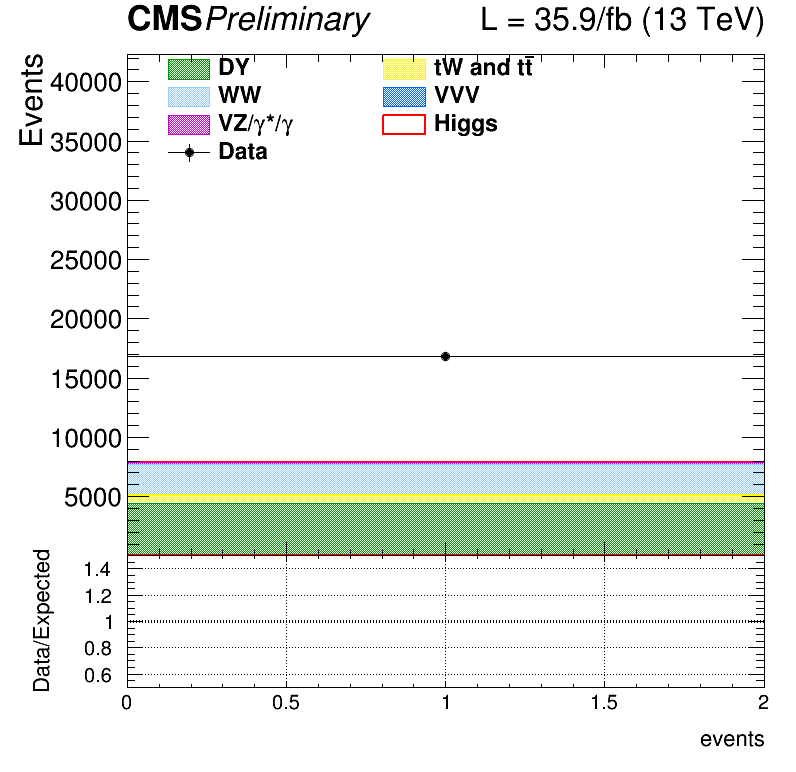 CMS Preliminary L = 35.9/fb (13 TeV)
Events
40000
35000
30000
25000
20000
15000
10000
5000
DY
tW and tt̄
WW
VVV
VZ/γ*/γ
Higgs
Data
Data/Expected
1.4
1.2
1
0.8
0.6
0 0.5 1 1.5 2
events